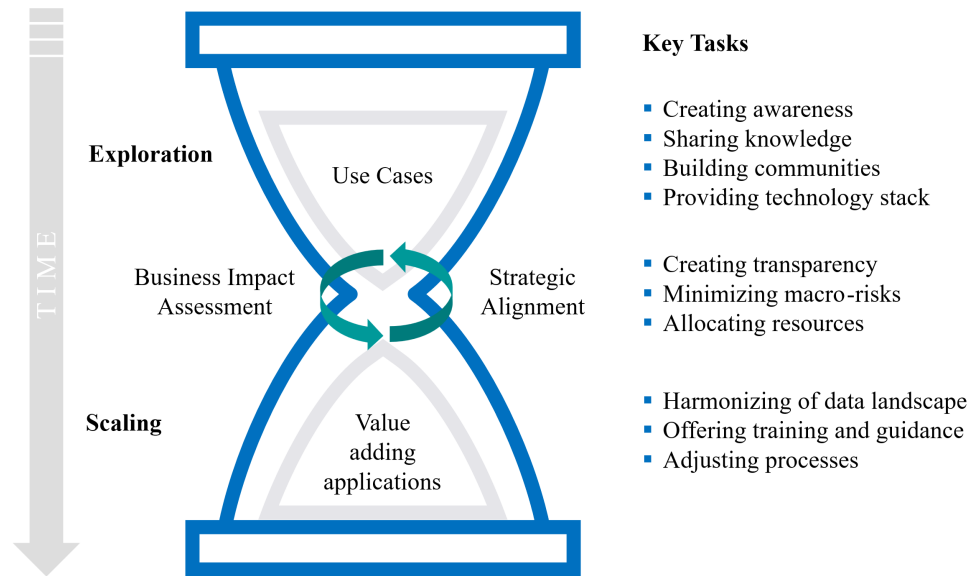 Key Tasks
TIME
Exploration
Use Cases
Creating awareness
Sharing knowledge
Building communities
Providing technology stack
Business Impact
Assessment
Strategic
Alignment
Creating transparency
Minimizing macro-risks
Allocating resources
Scaling
Value
adding
applications
Harmonizing of data landscape
Offering training and guidance
Adjusting processes